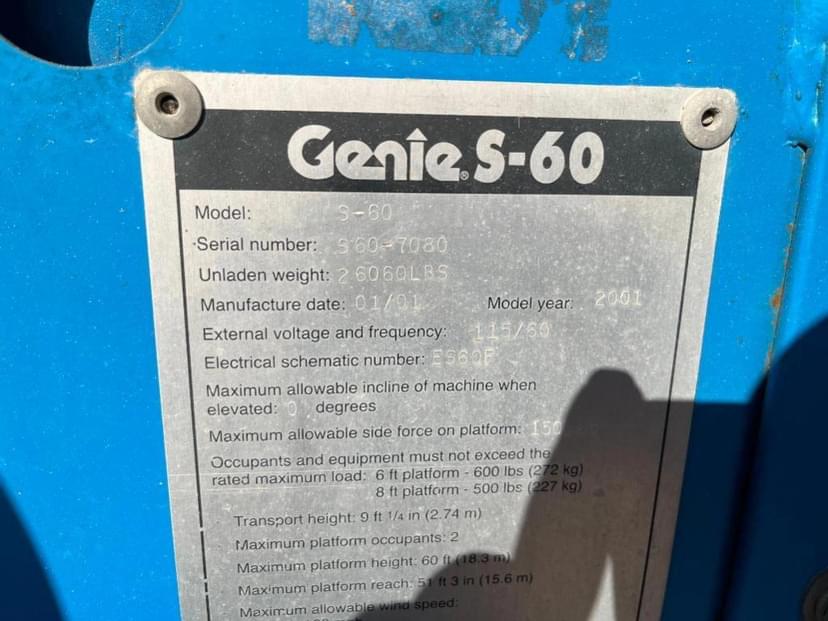 Genie® S-60
Model: S-60
Serial number: S60-7080
Unladen weight: 26060LBS
Manufacture date: 01/01 Model year: 2001
External voltage and frequency: 115/60
Electrical schematic number: ES60F
Maximum allowable incline of machine when
elevated: 0 degrees
Maximum allowable side force on platform: 150
Occupants and equipment must not exceed the
rated maximum load: 6 ft platform - 600 lbs (272 kg)
8 ft platform - 500 lbs (227 kg)
Transport height: 9 ft 1/4 in (2.74 m)
Maximum platform occupants: 2
Maximum platform height: 60 ft (18.3 m)
Maximum platform reach: 51 ft 3 in (15.6 m)
Maximum allowable wind speed: